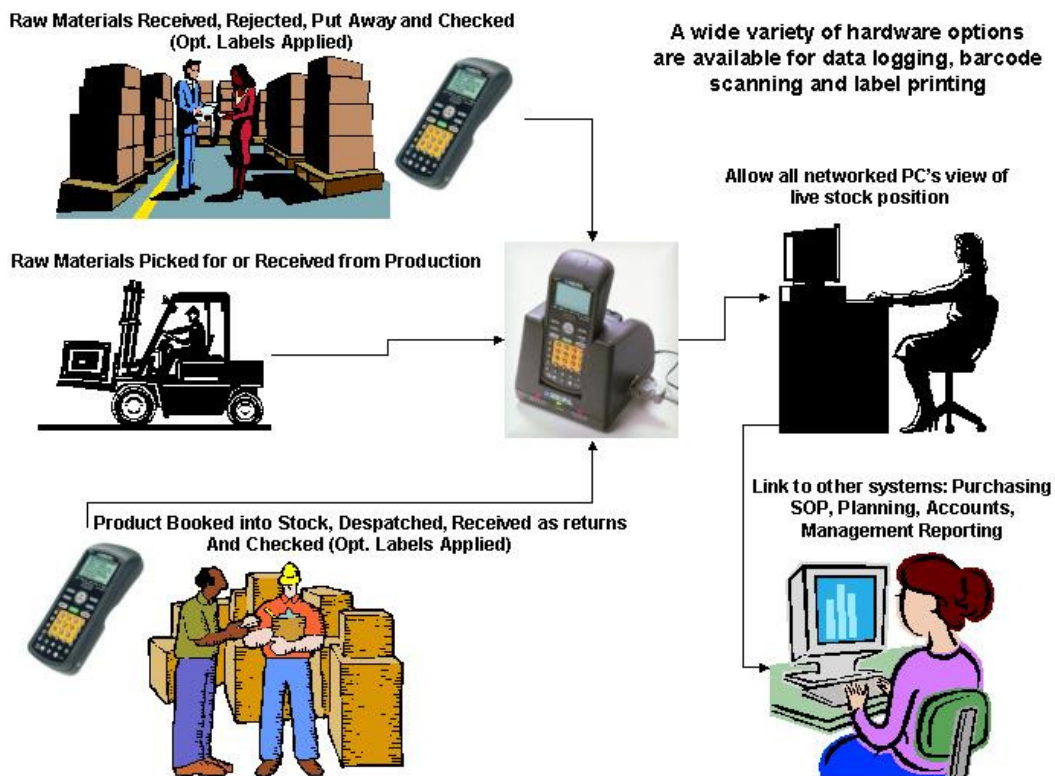 Raw Materials Received, Rejected, Put Away and Checked
(Opt. Labels Applied)
A wide variety of hardware options
are available for data logging, barcode
scanning and label printing
Allow all networked PC's view of
live stock position
Raw Materials Picked for or Received from Production
Link to other systems: Purchasing
SOP, Planning, Accounts,
Management Reporting
Product Booked into Stock, Despatched, Received as returns
And Checked (Opt. Labels Applied)